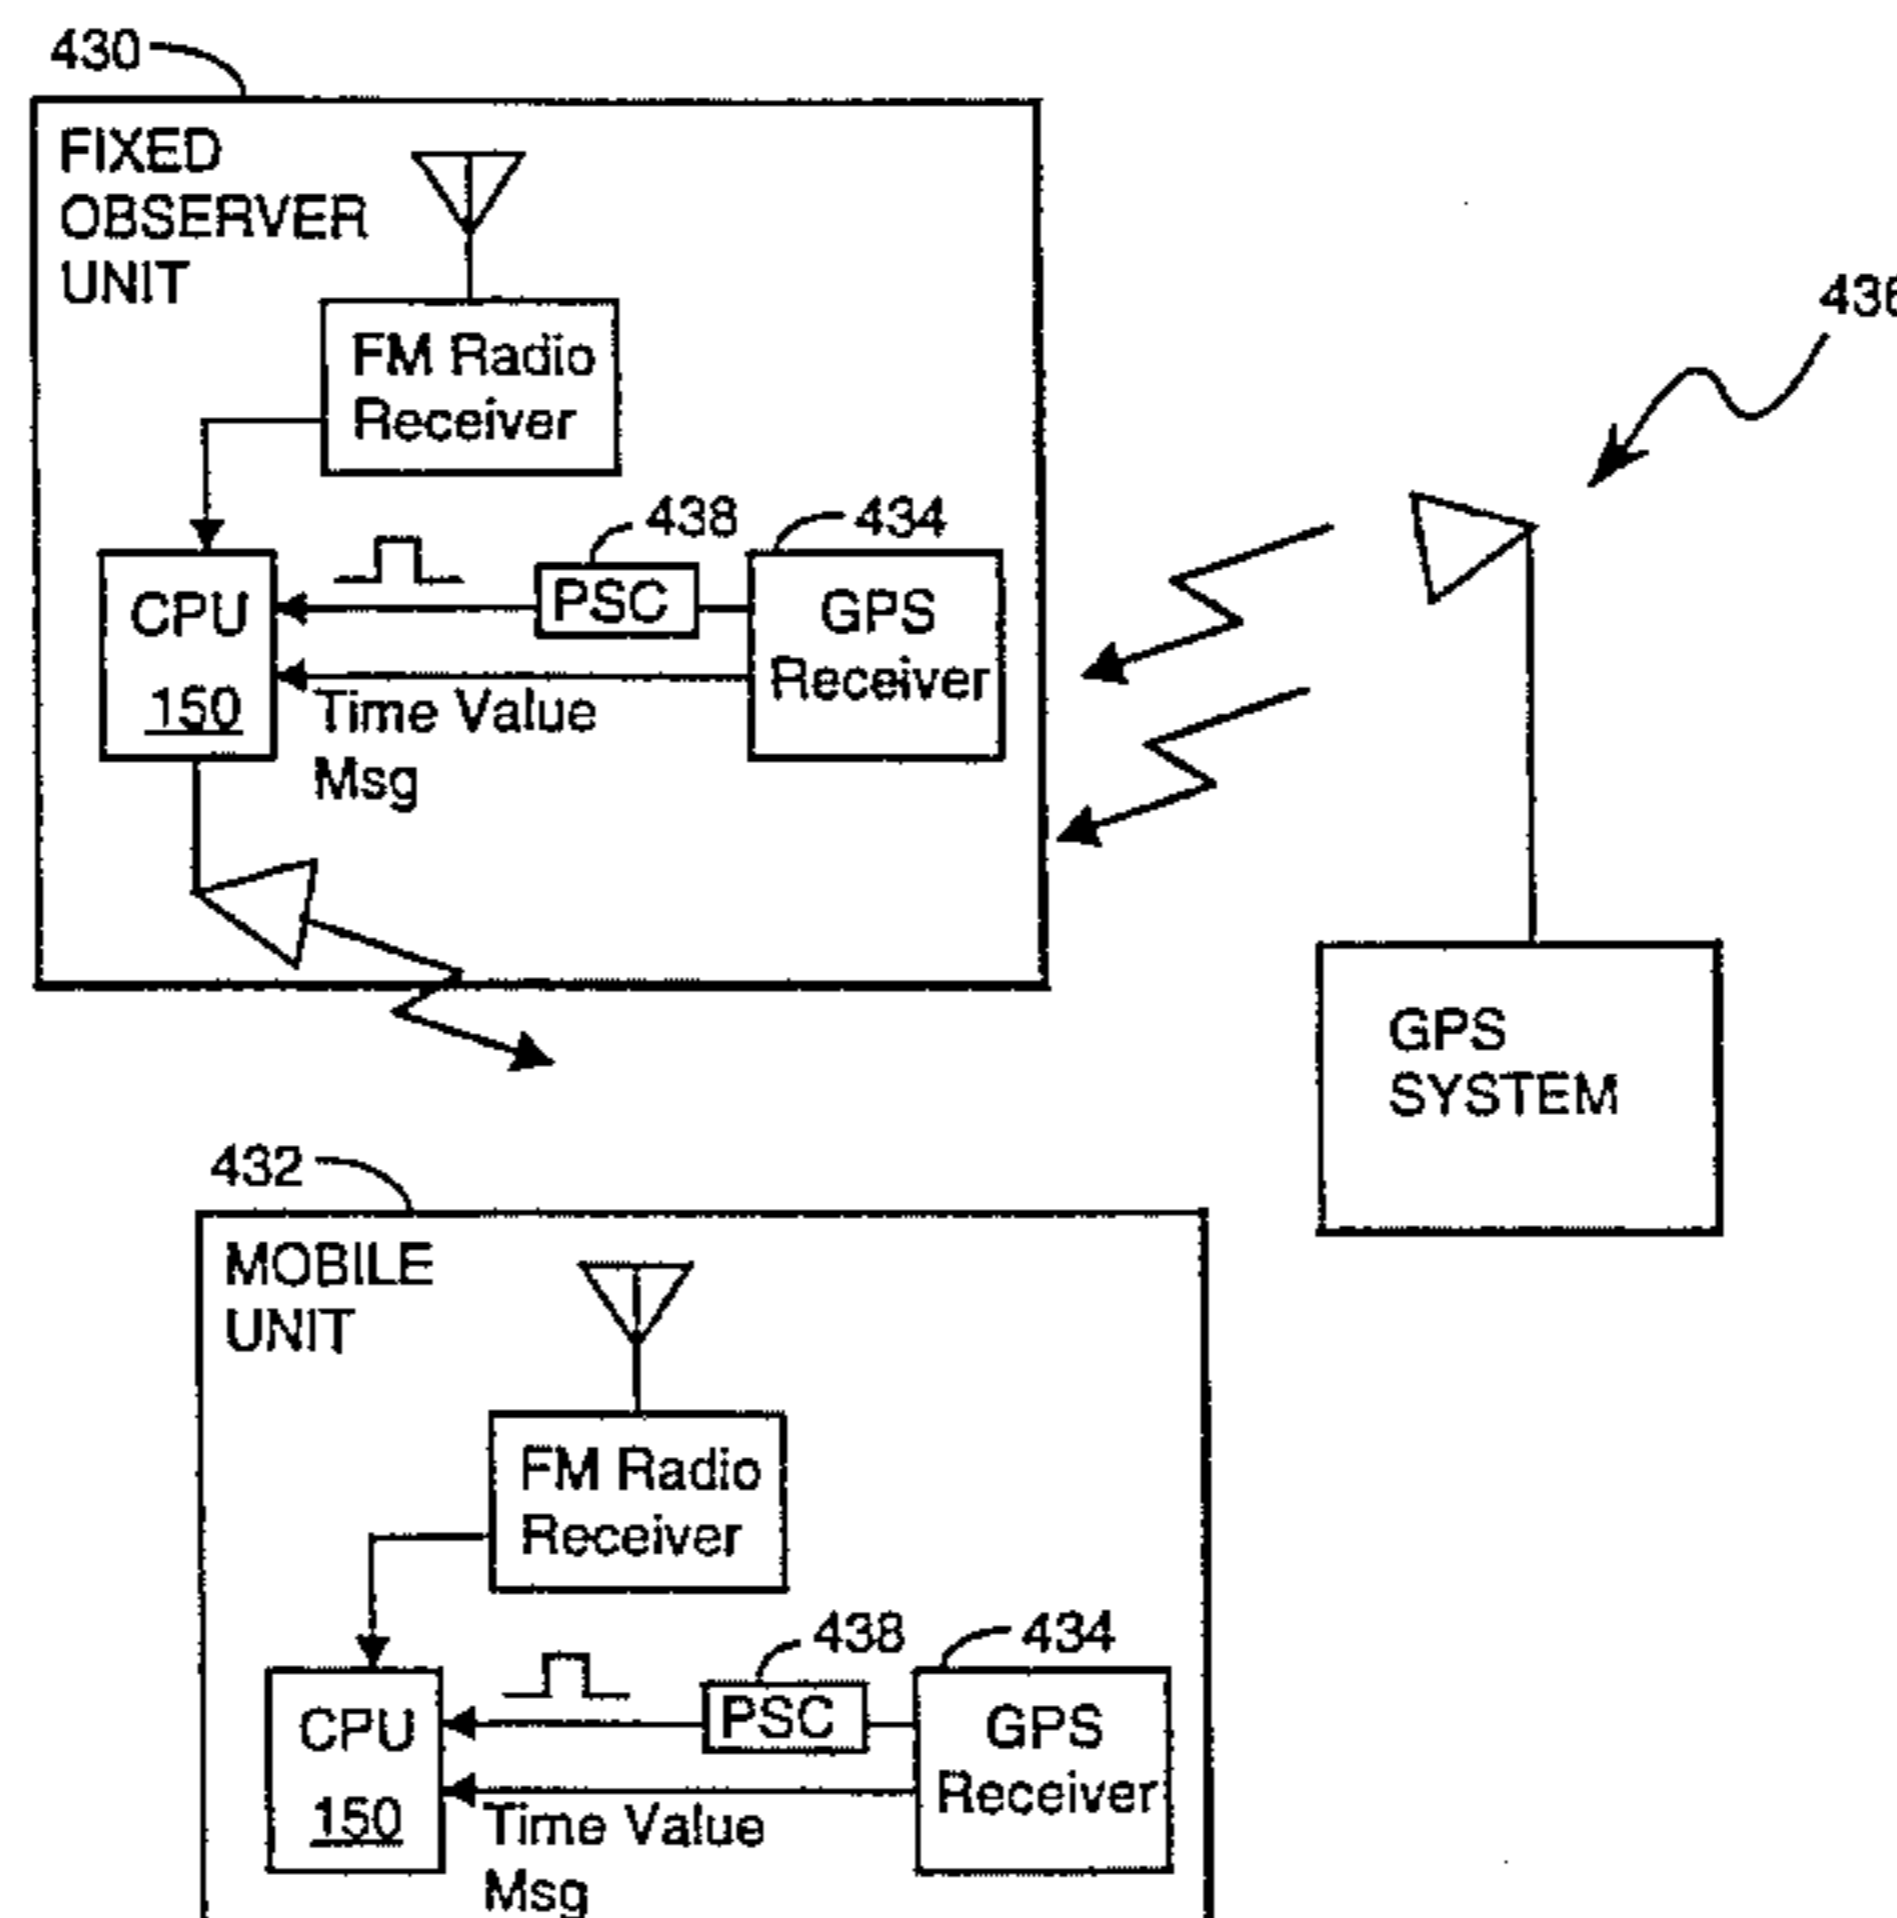 430
FIXED
OBSERVER
UNIT
436
FM Radio
Receiver
438
434
CPU
150
PSC
GPS
Receiver
Time Value
Msg
GPS
SYSTEM
432
MOBILE
UNIT
FM Radio
Receiver
438
434
CPU
150
PSC
GPS
Receiver
Time Value
Msg